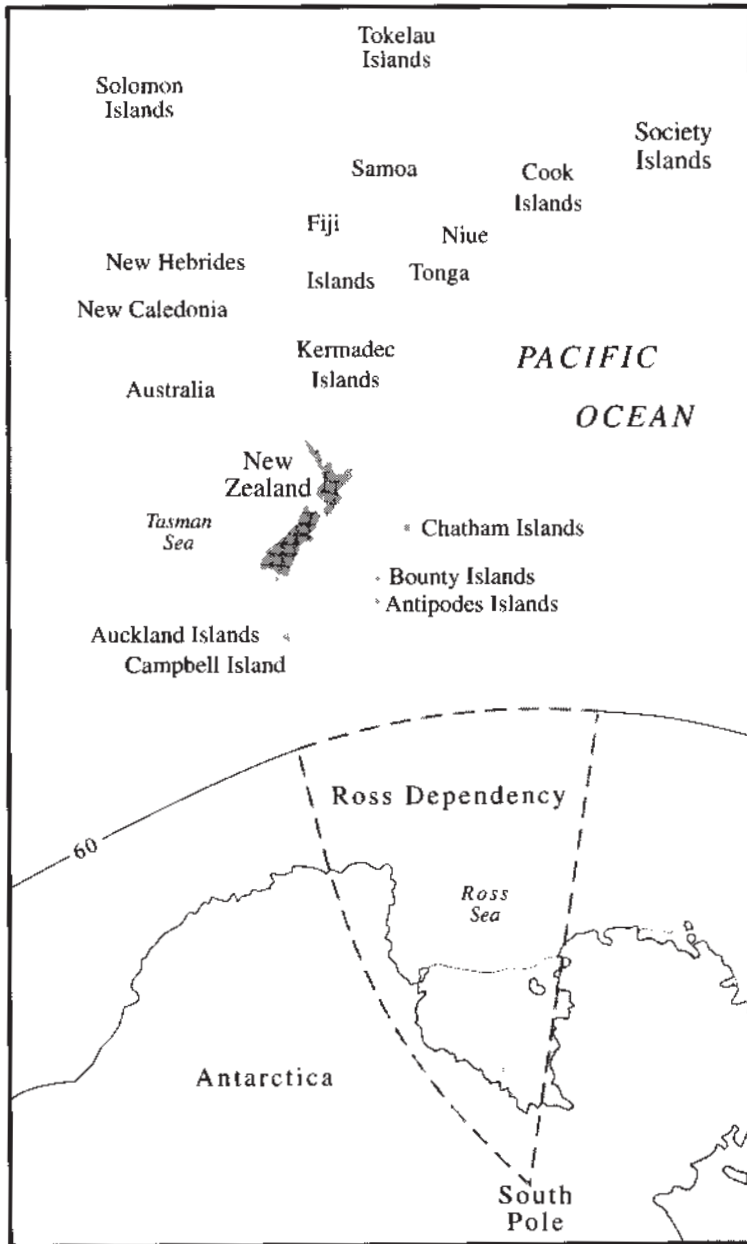 Tokelau
Islands
Solomon
Islands
Society
Islands
Samoa
Cook
Islands
Fiji
Islands
Niue
New Hebrides
Tonga
New Caledonia
Kermadec
Islands
PACIFIC
OCEAN
Australia
New
Zealand
Tasman
Sea
Chatham Islands
Bounty Islands
Antipodes Islands
Auckland Islands
Campbell Island
Ross Dependency
60
Ross
Sea
Antarctica
South
Pole